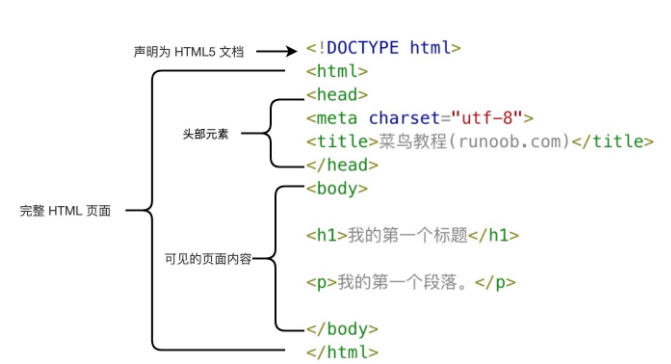 声明为 HTML5 文档
<!DOCTYPE html>
<html>
<head>
<meta charset="utf-8">
头部元素
<title>菜鸟教程(runoob.com)</title>
</head>
<body>
完整 HTML 页面
<h1>我的第一个标题</h1>
可见的页面内容
<p>我的第一个段落。</p>
</body>
</html>